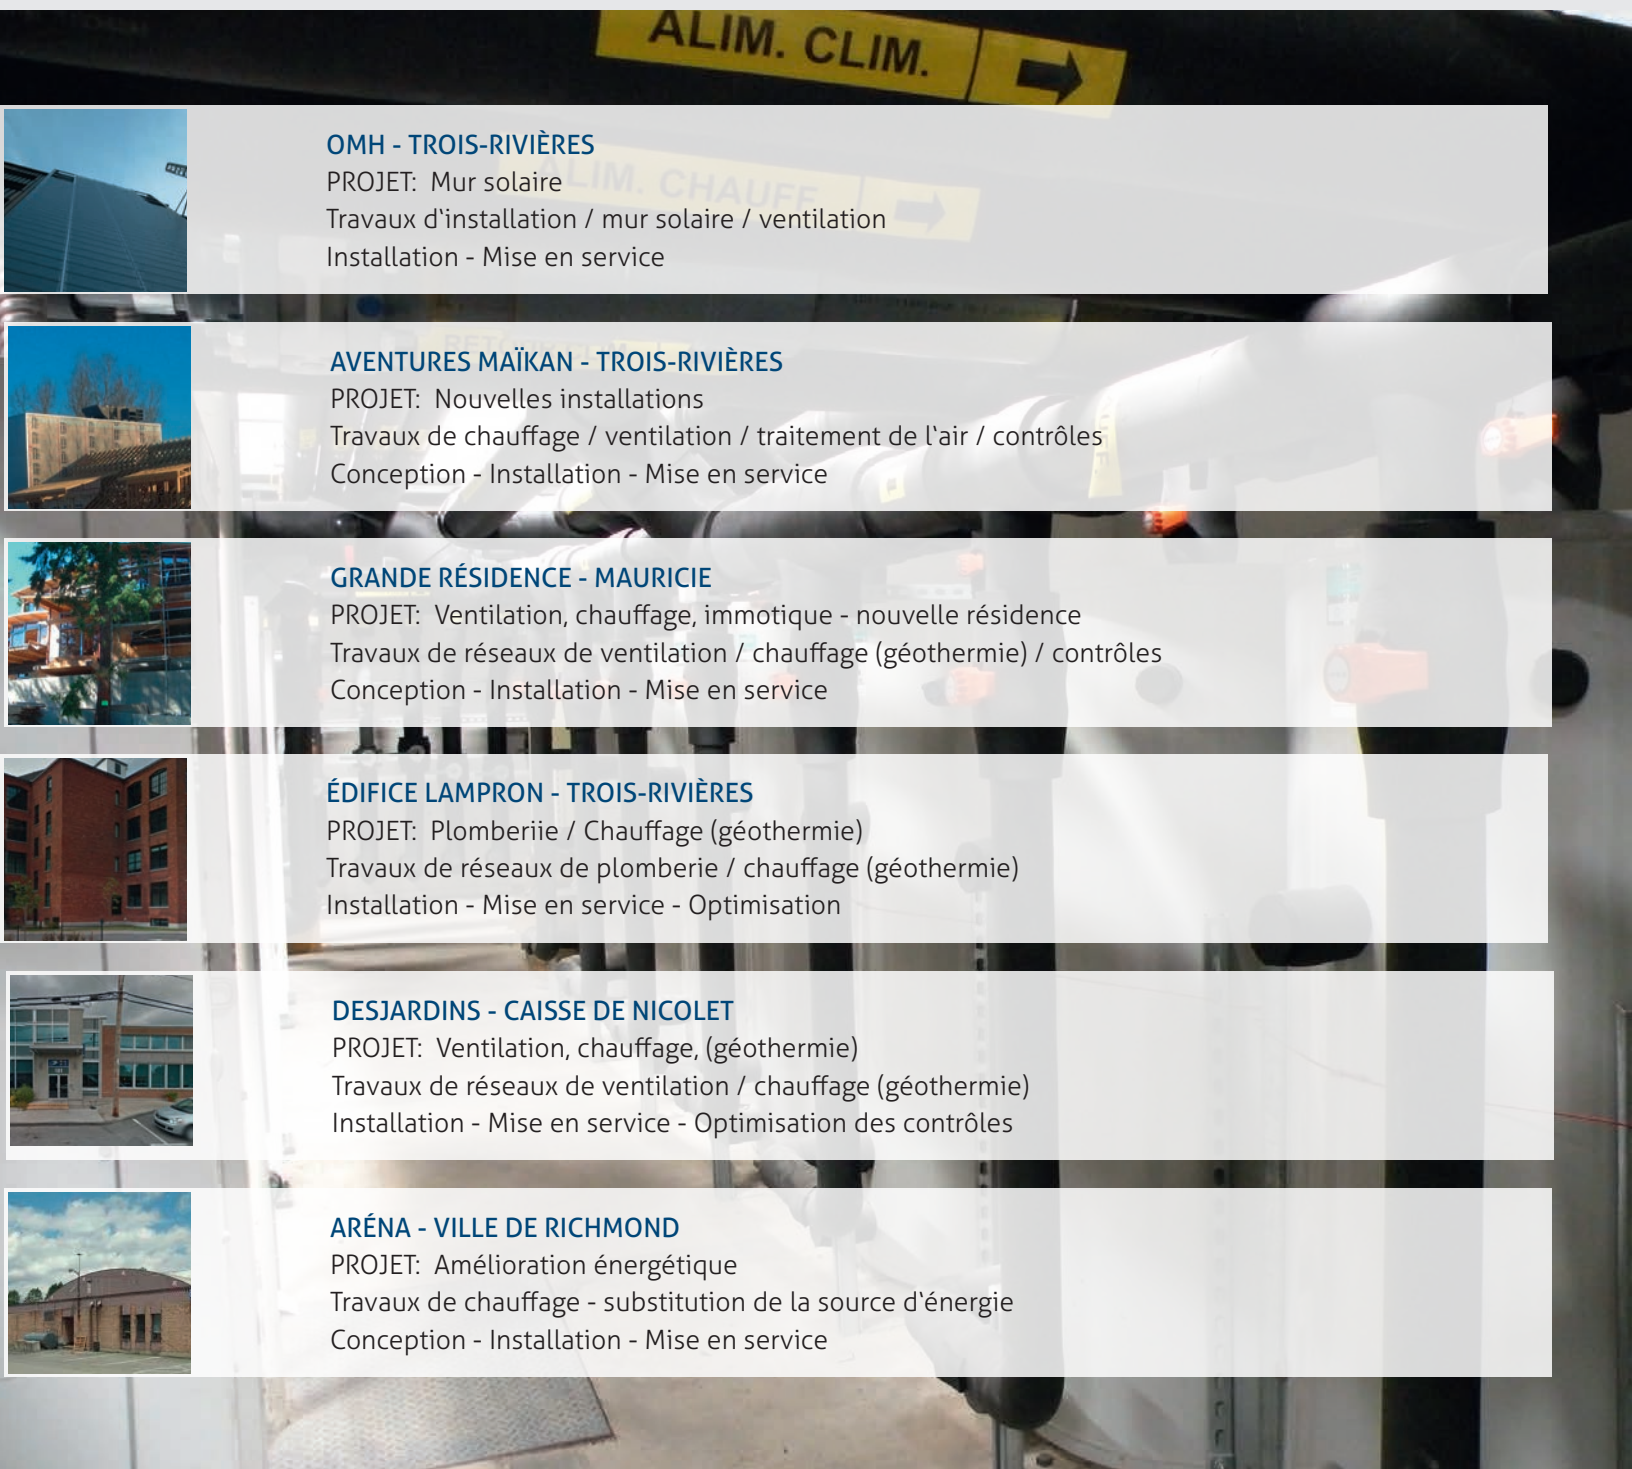 ALIM. CLIM.
OMH - TROIS-RIVIÈRES
ALIM. CHAUFF
PROJET: Mur solaire
Travaux d'installation / mur solaire / ventilation
Installation - Mise en service
AVENTURES MAÏKAN - TROIS-RIVIÈRES
PROJET: Nouvelles installations
Travaux de chauffage / ventilation / traitement de l'air / contrôles
Conception - Installation - Mise en service
GRANDE RÉSIDENCE - MAURICIE
PROJET: Ventilation, chauffage, immotique - nouvelle résidence
Travaux de réseaux de ventilation / chauffage (géothermie) / contrôles
Conception - Installation - Mise en service
ÉDIFICE LAMPRON - TROIS-RIVIÈRES
PROJET: Plomberiie / Chauffage (géothermie)
Travaux de réseaux de plomberie / chauffage (géothermie)
Installation - Mise en service - Optimisation
DESJARDINS - CAISSE DE NICOLET
PROJET: Ventilation, chauffage, (géothermie)
Travaux de réseaux de ventilation / chauffage (géothermie)
Installation - Mise en service - Optimisation des contrôles
ARÉNA - VILLE DE RICHMOND
PROJET: Amélioration énergétique
Travaux de chauffage - substitution de la source d'énergie
Conception - Installation - Mise en service